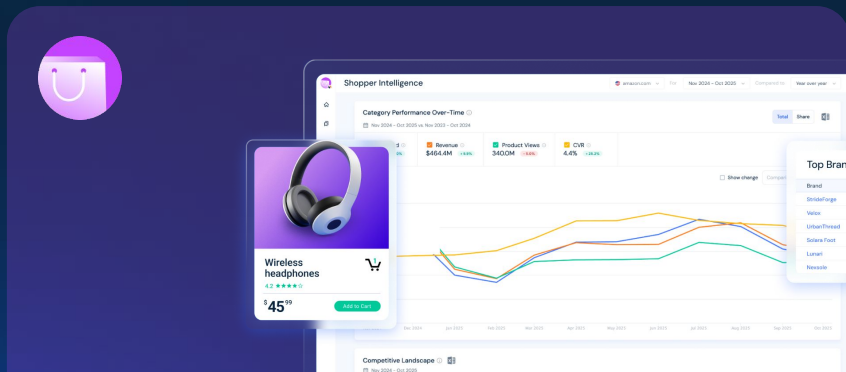 Shopper Intelligence
amazon.com
For
Nov 2024 - Oct 2025
Compared to
Year over year
Category Performance Over-Time
Nov 2024 - Oct 2025 vs. Nov 2023 - Oct 2024
Total
Share
Revenue
$464.4M
Product Views
340.0M
CVR
4.4%
Show change
Top Bran
Brand
StrideForge
Velox
UrbanThread
Solara Foot
Lunari
Wireless
headphones
1
4.2 ★★★★☆
$45 99
Add to Cart
Dec 2024
Jan 2025
Feb 2025
Mar 2025
Apr 2025
May 2025
Jun 2025
Jul 2025
Aug 2025
Sep 2025
Oct 2025
Competitive Landscape
Nov 2024 - Oct 2025